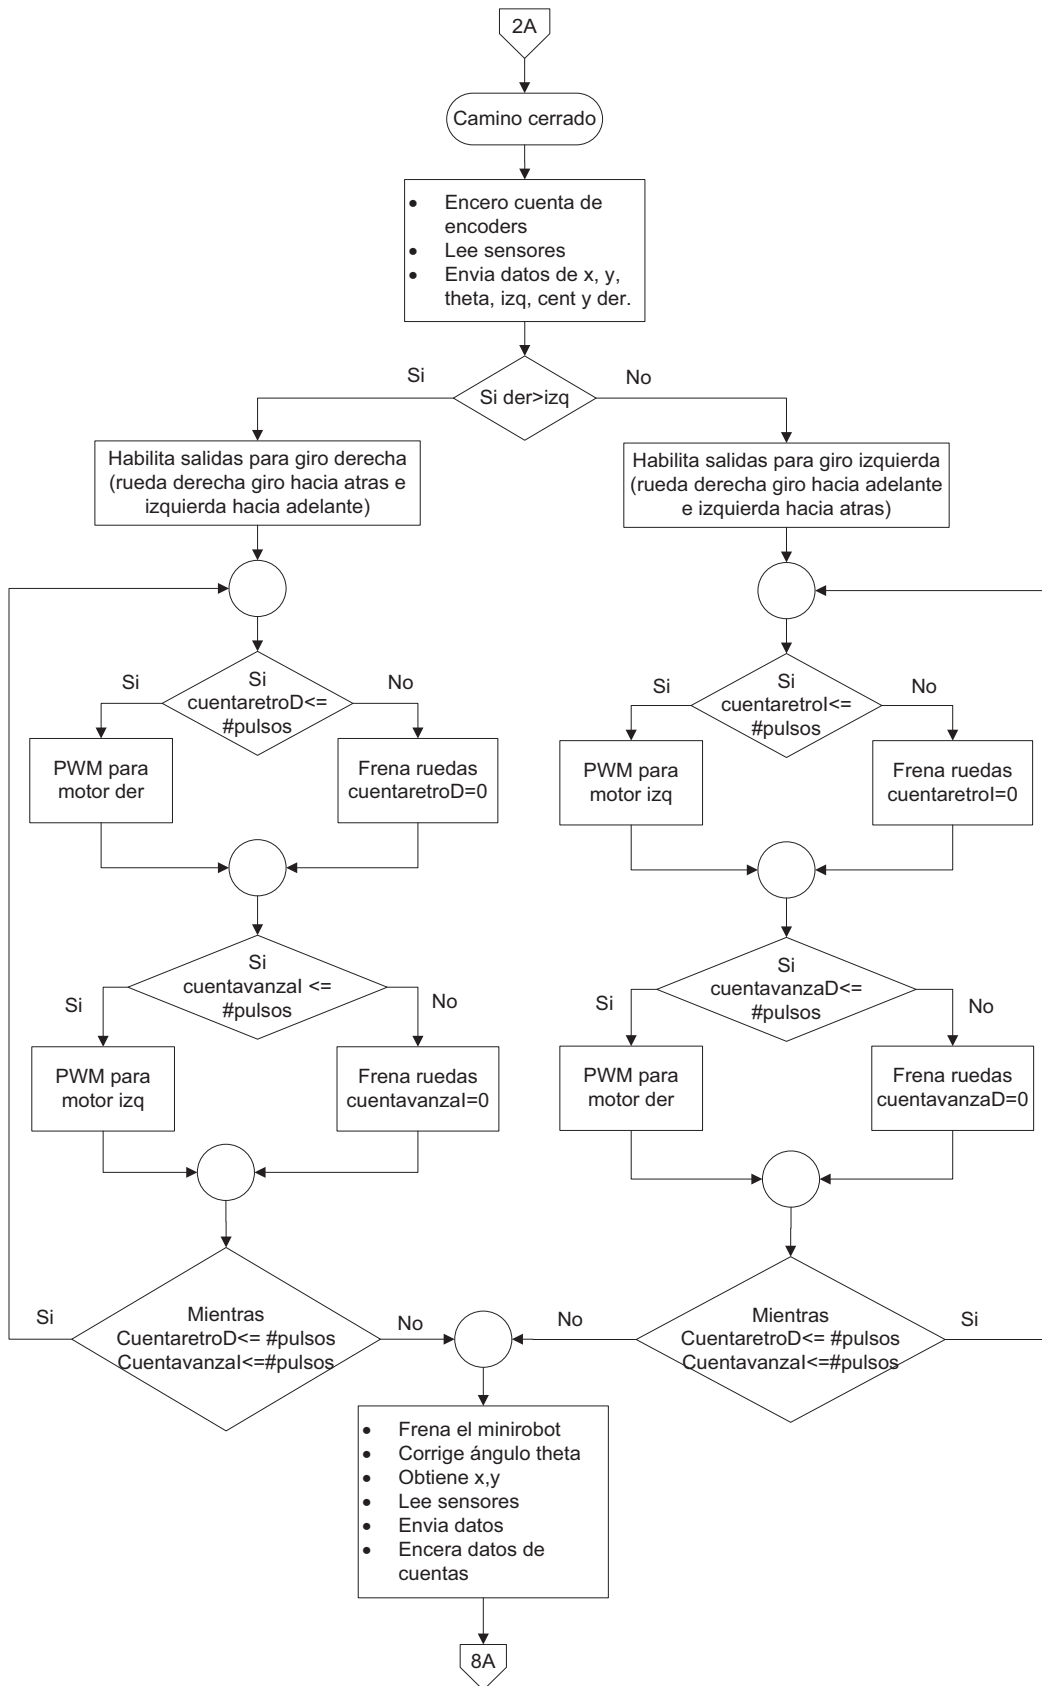 2A
Camino cerrado
• Encero cuenta de
encoders
• Lee sensores
• Envia datos de x, y,
theta, izq, cent y der.
Si
Si der>izq
No
Habilita salidas para giro derecha
(rueda derecha giro hacia atras e
izquierda hacia adelante)
Habilita salidas para giro izquierda
(rueda derecha giro hacia adelante
e izquierda hacia atras)
Si
Si
cuentaretroD<=
#pulsos
No
PWM para
motor der
Frena ruedas
cuentaretroD=0
Si
Si
cuentaretroI<=
#pulsos
No
PWM para
motor izq
Frena ruedas
cuentaretroI=0
Si
Si
cuentavanzaI <=
#pulsos
No
PWM para
motor izq
Frena ruedas
cuentavanzaI=0
Si
Si
cuentavanzaD<=
#pulsos
No
PWM para
motor der
Frena ruedas
cuentavanzaD=0
Si
Mientras
CuentaretroD<= #pulsos
CuentavanzaI<=#pulsos
No
No
Mientras
CuentaretroD<= #pulsos
CuentavanzaI<=#pulsos
Si
• Frena el minirobot
• Corrige ángulo theta
• Obtiene x,y
• Lee sensores
• Envia datos
• Encera datos de
cuentas
8A